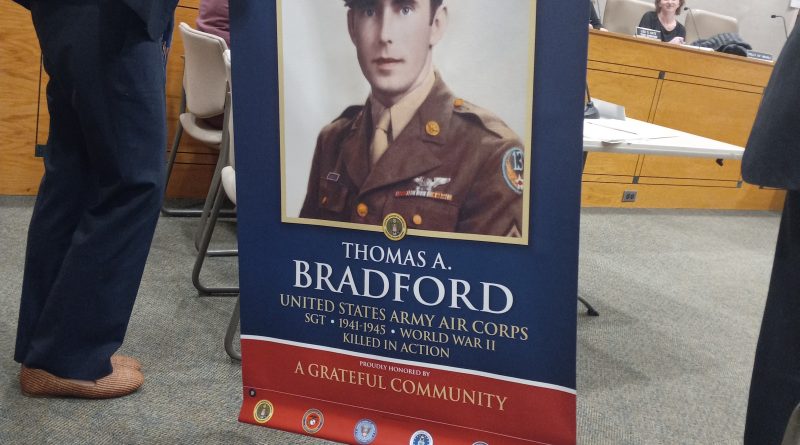 13
THOMAS A.
BRADFORD
UNITED STATES ARMY AIR CORPS
SGT • 1941-1945 • WORLD WAR II
KILLED IN ACTION
PROUDLY HONORED BY
A GRATEFUL COMMUNITY